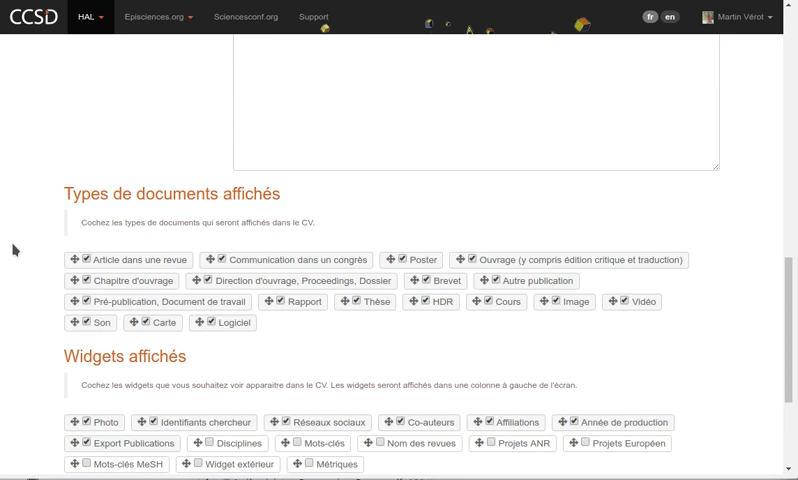 CCSD HAL Episciences.org Sciencesconf.org Support fr en Martin Vérot
Types de documents affichés
Cochez les types de documents qui seront affichés dans le CV.
Article dans une revue Communication dans un congrès Poster Ouvrage (y compris édition critique et traduction)
Chapitre d'ouvrage Direction d'ouvrage, Proceedings, Dossier Brevet Autre publication
Pré-publication, Document de travail Rapport Thèse HDR Cours Image Vidéo
Son Carte Logiciel
Widgets affichés
Cochez les widgets que vous souhaitez voir apparaitre dans le CV. Les widgets seront affichés dans une colonne à gauche de l'écran.
Photo Identifiants chercheur Réseaux sociaux Co-auteurs Affiliations Année de production
Export Publications Disciplines Mots-clés Nom des revues Projets ANR Projets Européen
Mots-clés MeSH Widget extérieur Métriques